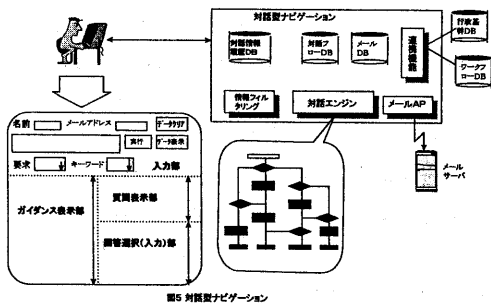 対話型ナビゲーション
対話情報
履歴DB
対話フ
ローDB
メール
DB
連携機能
行政基
幹DB
ワークフ
ローDB
情報フィル
タリング
対話エンジン
メールAP
メール
サーバ
名前
メールアドレス
データクリア
実行
データ表示
要求
キーワード
入力部
ガイダンス表示部
質問表示部
回答選択(入力)部
図5 対話型ナビゲーション